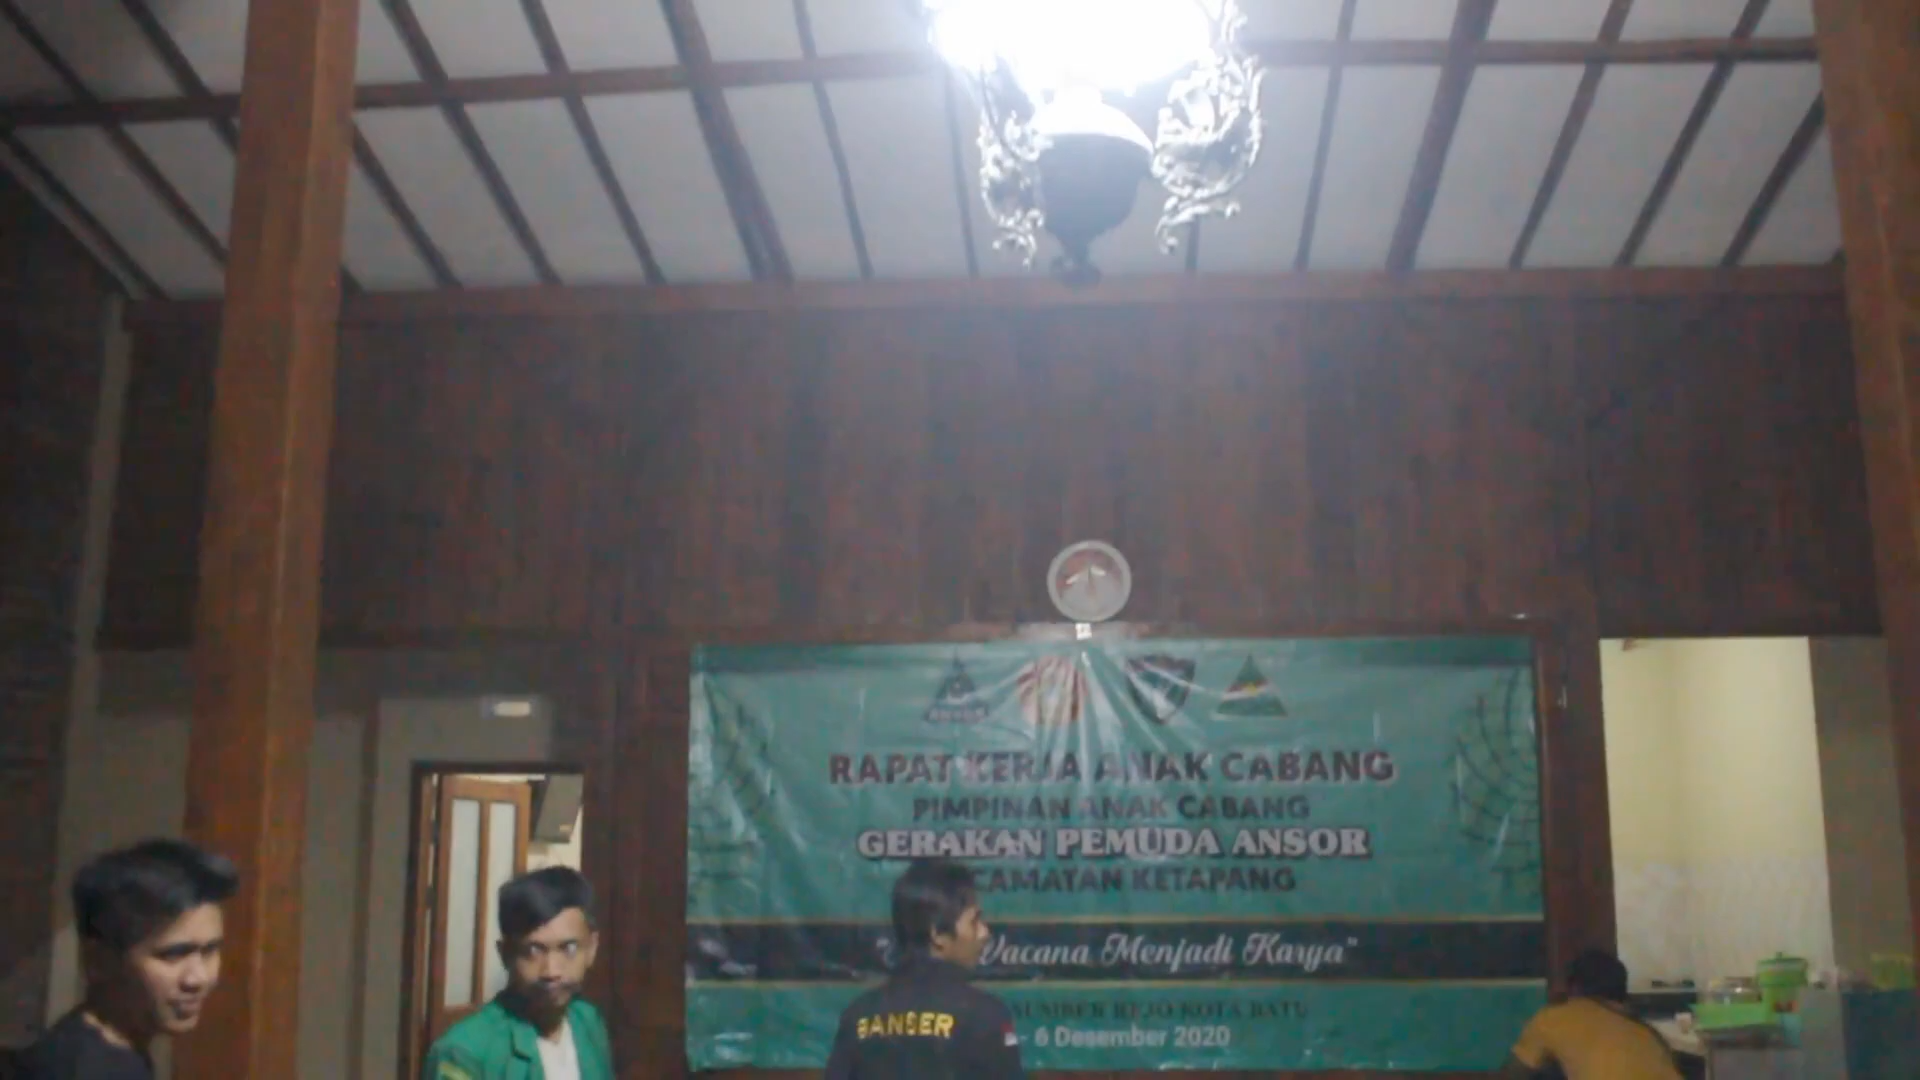 RAPAT KERJA ANAK CABANG
PIMPINAN ANAK CABANG
GERAKAN PEMUDA ANSOR
CAMATAN KETAPANG
Wacana Menjadi Karya"
SUMBER REJO KOTA BATU
- 6 Desember 2020
BANSER